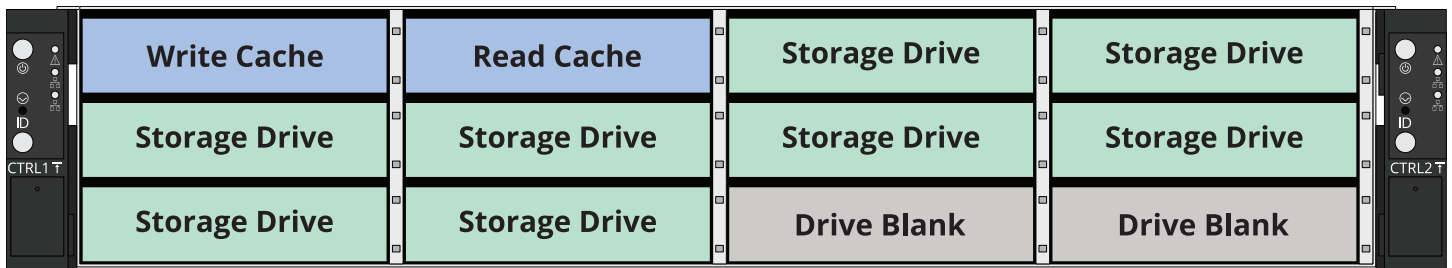 Write Cache Read Cache Storage Drive Storage Drive
Storage Drive Storage Drive Storage Drive Storage Drive
Storage Drive Storage Drive Drive Blank Drive Blank
ID
CTRL1
ID
CTRL2